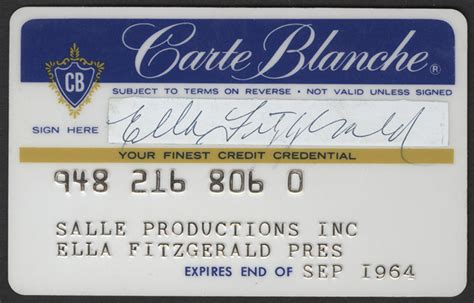 Carte Blanche®
CB
SUBJECT TO TERMS ON REVERSE • NOT VALID UNLESS SIGNED
SIGN HERE Ella Fitzgerald
YOUR FINEST CREDIT CREDENTIAL
948 216 806 0
SALLE PRODUCTIONS INC
ELLA FITZGERALD PRES
EXPIRES END OF SEP 1964